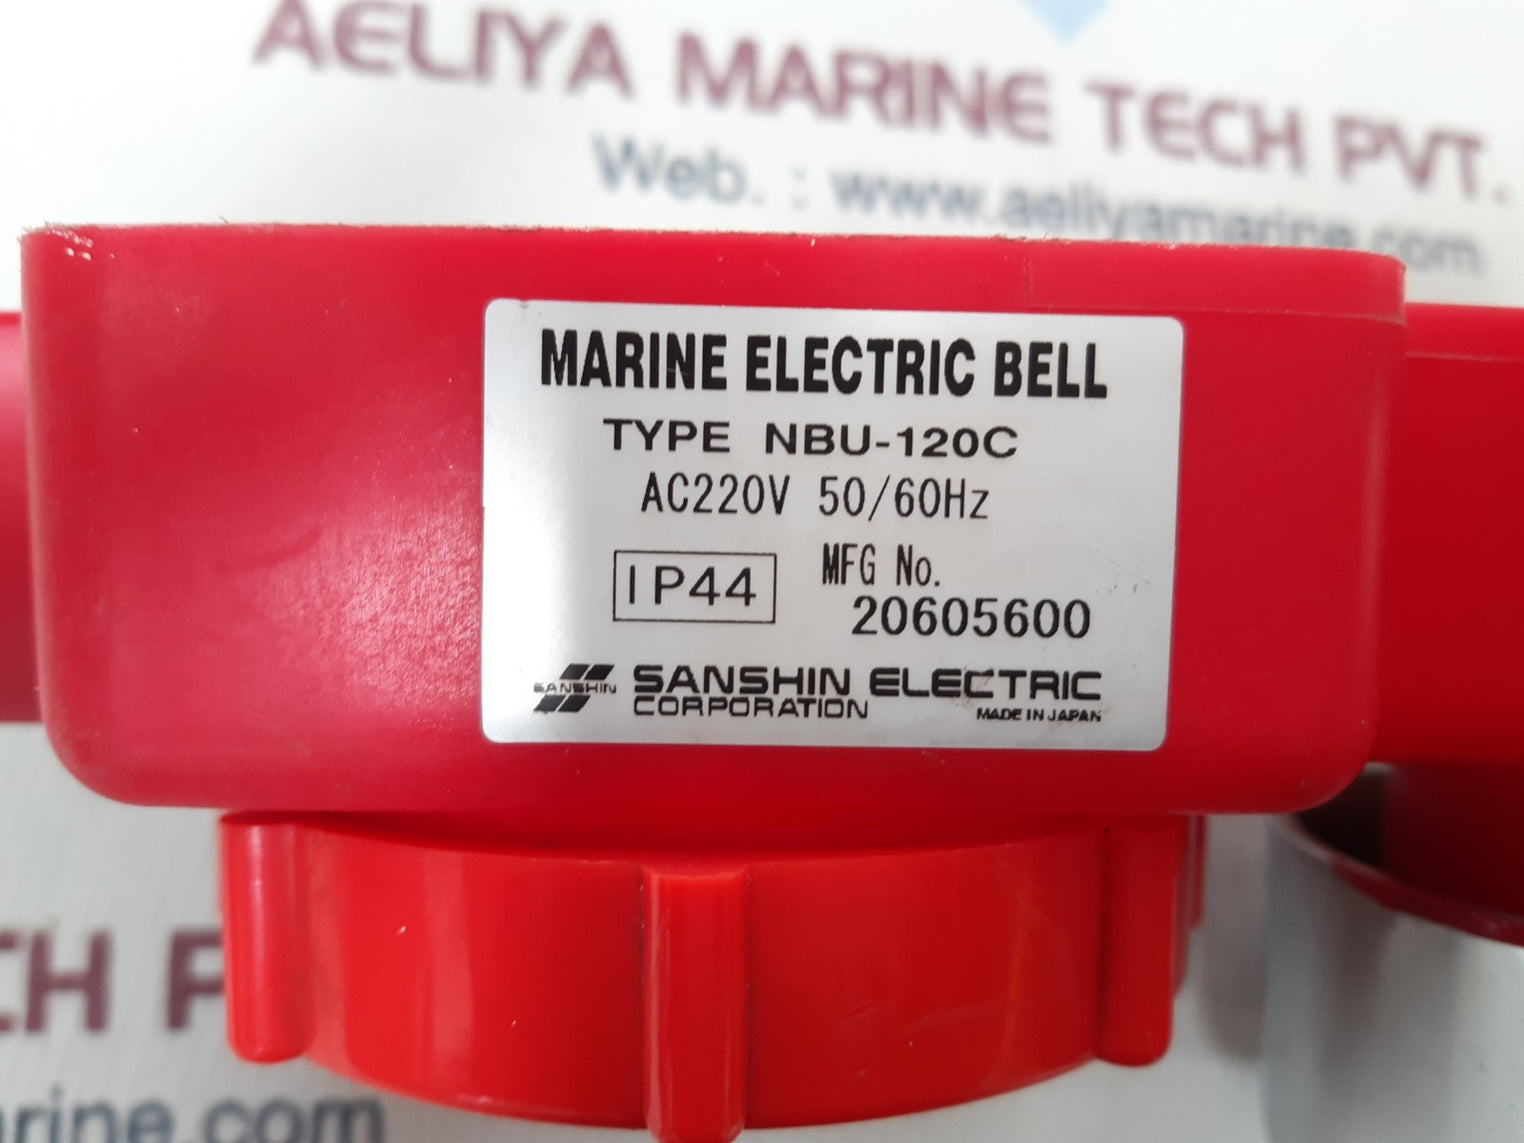 AELIYA MARINE TECH PVT.
Web. : www.aeliyamarine.com
MARINE ELECTRIC BELL
TYPE NBU-120C
AC220V 50/60Hz
IP44 MFG No.
20605600
SANSHIN SANSHIN ELECTRIC
CORPORATION MADE IN JAPAN
CH P
arine.com